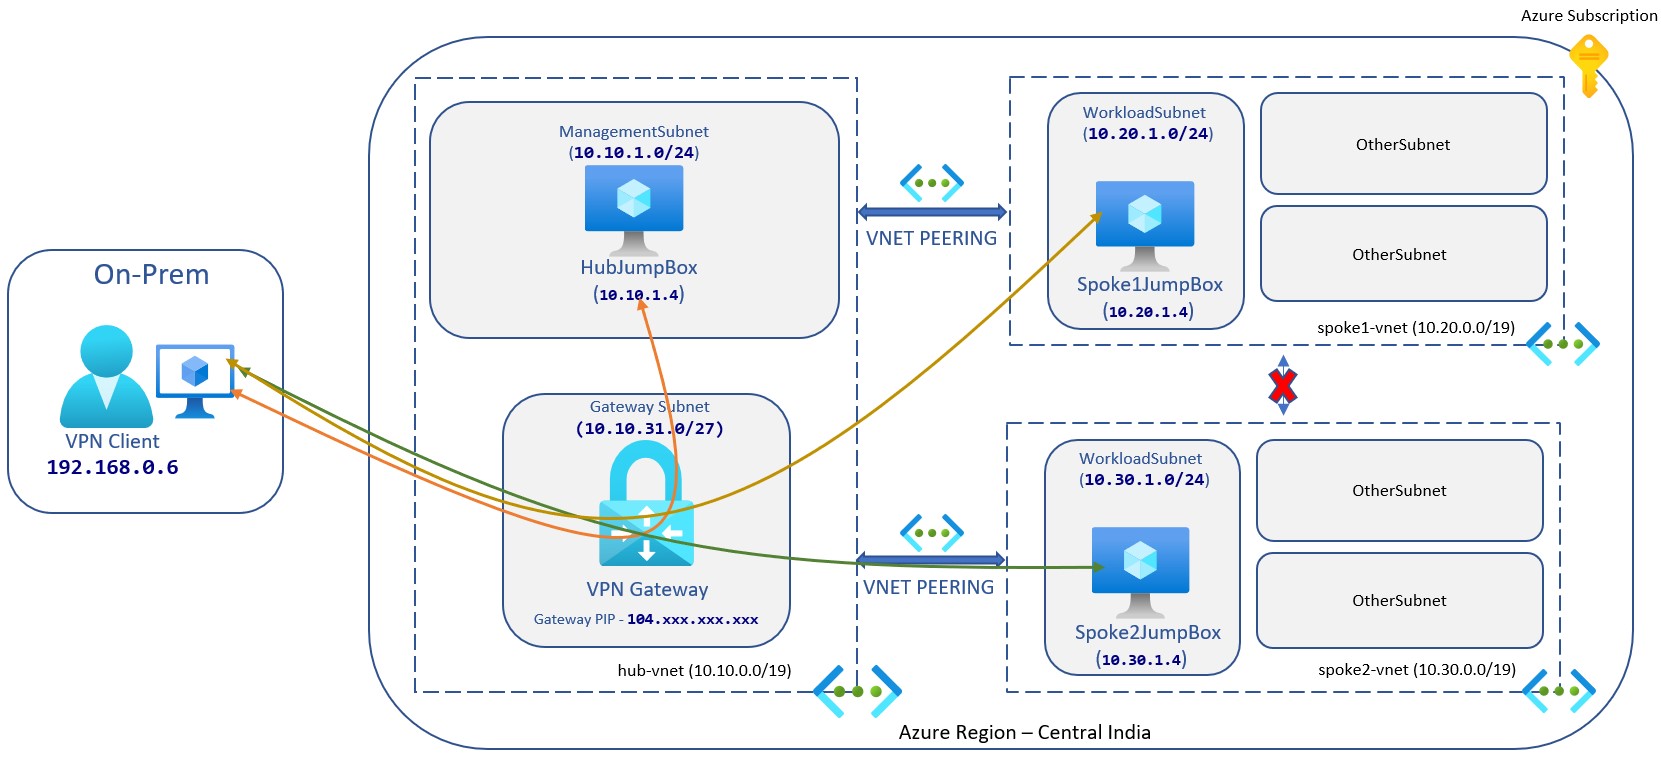 Azure Subscription
On-Prem
VPN Client
192.168.0.6
ManagementSubnet
(10.10.1.0/24)
HubJumpBox
(10.10.1.4)
Gateway Subnet
(10.10.31.0/27)
VPN Gateway
Gateway PIP - 104.xxx.xxx.xxx
hub-vnet (10.10.0.0/19)
VNET PEERING
VNET PEERING
WorkloadSubnet
(10.20.1.0/24)
Spoke1JumpBox
(10.20.1.4)
OtherSubnet
OtherSubnet
spoke1-vnet (10.20.0.0/19)
WorkloadSubnet
(10.30.1.0/24)
Spoke2JumpBox
(10.30.1.4)
OtherSubnet
OtherSubnet
spoke2-vnet (10.30.0.0/19)
Azure Region – Central India